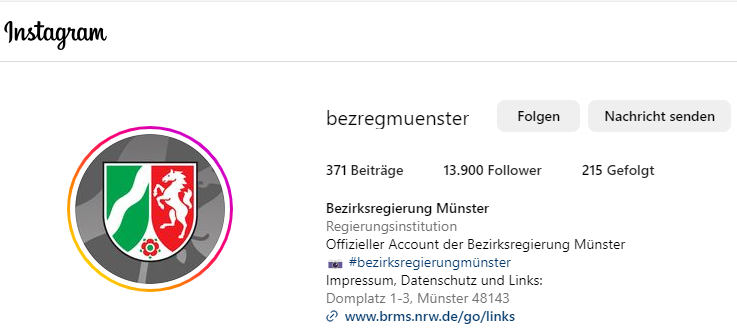 Instagram
bezregmuenster Folgen Nachricht senden
371 Beiträge 13.900 Follower 215 Gefolgt
Bezirksregierung Münster
Regierungsinstitution
Offizieller Account der Bezirksregierung Münster
📷 #bezirksregierungmünster
Impressum, Datenschutz und Links:
Domplatz 1-3, Münster 48143
www.brms.nrw.de/go/links